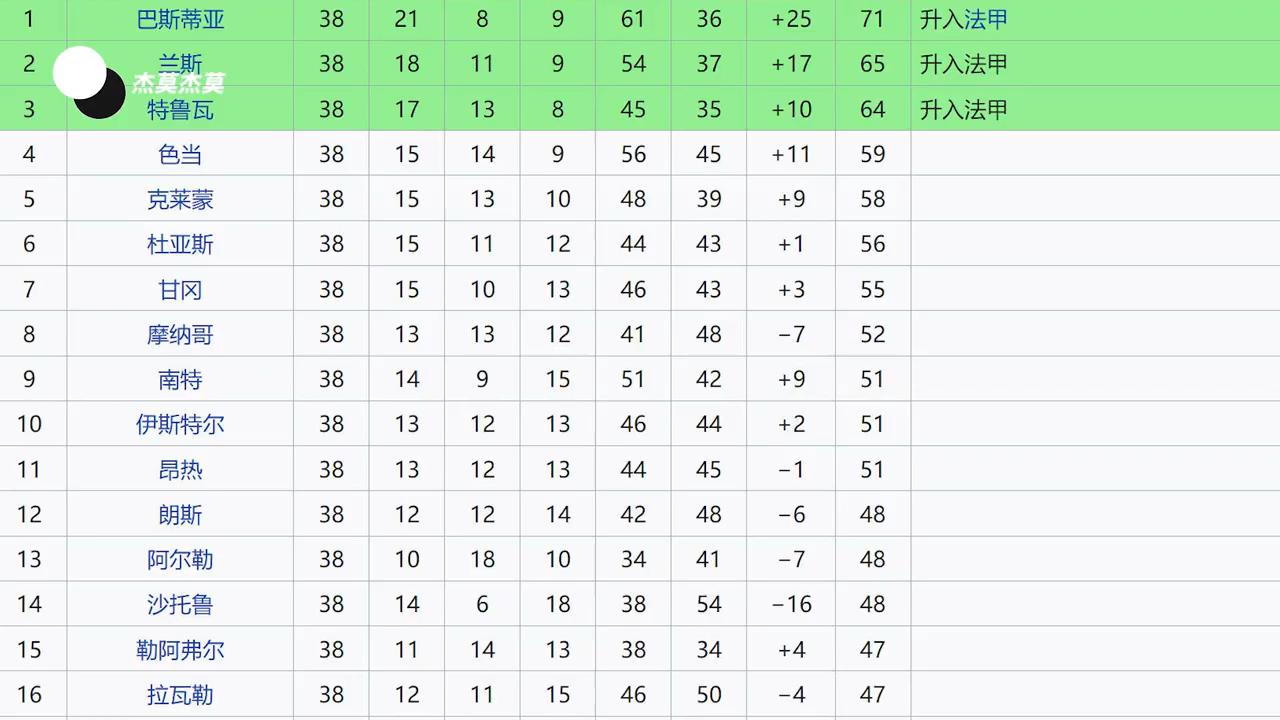 1 巴斯蒂亚 38 21 8 9 61 36 +25 71 升入法甲
2 兰斯 38 18 11 9 54 37 +17 65 升入法甲
杰莫杰莫
3 特鲁瓦 38 17 13 8 45 35 +10 64 升入法甲
4 色当 38 15 14 9 56 45 +11 59
5 克莱蒙 38 15 13 10 48 39 +9 58
6 杜亚斯 38 15 11 12 44 43 +1 56
7 甘冈 38 15 10 13 46 43 +3 55
8 摩纳哥 38 13 13 12 41 48 −7 52
9 南特 38 14 9 15 51 42 +9 51
10 伊斯特尔 38 13 12 13 46 44 +2 51
11 昂热 38 13 12 13 44 45 −1 51
12 朗斯 38 12 12 14 42 48 −6 48
13 阿尔勒 38 10 18 10 34 41 −7 48
14 沙托鲁 38 14 6 18 38 54 −16 48
15 勒阿弗尔 38 11 14 13 38 34 +4 47
16 拉瓦勒 38 12 11 15 46 50 −4 47